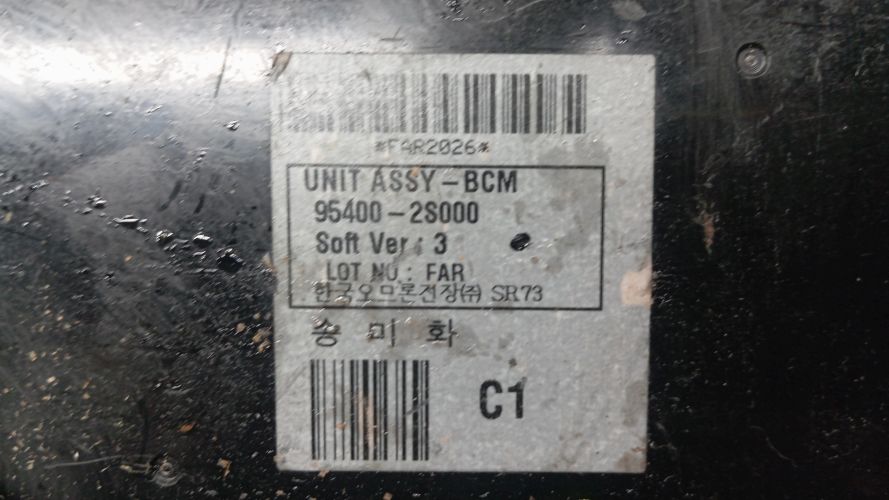 *FAR2026*
UNIT ASSY-BCM
95400-2S000
Soft Ver : 3
LOT NO : FAR
한국오므론전장㈜ SR73
송 미 화
C1